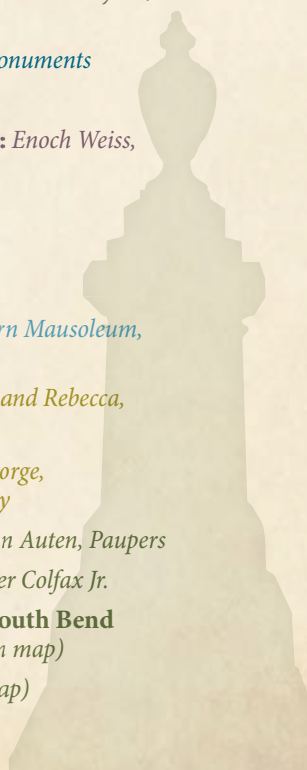 onuments
: Enoch Weiss,
rn Mausoleum,
and Rebecca,
orge,
y
n Auten, Paupers
er Colfax Jr.
outh Bend
n map)
ap)